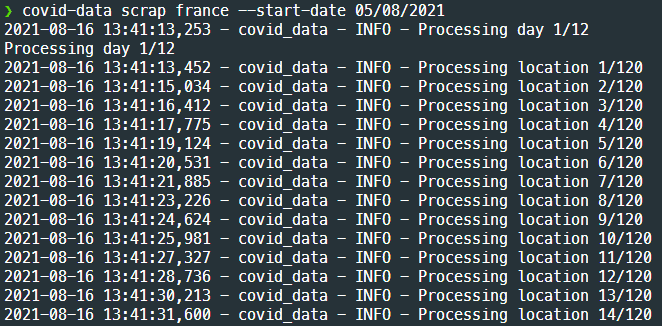 ❯ covid-data scrap france --start-date 05/08/2021
2021-08-16 13:41:13,253 - covid_data - INFO - Processing day 1/12
Processing day 1/12
2021-08-16 13:41:13,452 - covid_data - INFO - Processing location 1/120
2021-08-16 13:41:15,034 - covid_data - INFO - Processing location 2/120
2021-08-16 13:41:16,412 - covid_data - INFO - Processing location 3/120
2021-08-16 13:41:17,775 - covid_data - INFO - Processing location 4/120
2021-08-16 13:41:19,124 - covid_data - INFO - Processing location 5/120
2021-08-16 13:41:20,531 - covid_data - INFO - Processing location 6/120
2021-08-16 13:41:21,885 - covid_data - INFO - Processing location 7/120
2021-08-16 13:41:23,226 - covid_data - INFO - Processing location 8/120
2021-08-16 13:41:24,624 - covid_data - INFO - Processing location 9/120
2021-08-16 13:41:25,981 - covid_data - INFO - Processing location 10/120
2021-08-16 13:41:27,327 - covid_data - INFO - Processing location 11/120
2021-08-16 13:41:28,736 - covid_data - INFO - Processing location 12/120
2021-08-16 13:41:30,213 - covid_data - INFO - Processing location 13/120
2021-08-16 13:41:31,600 - covid_data - INFO - Processing location 14/120